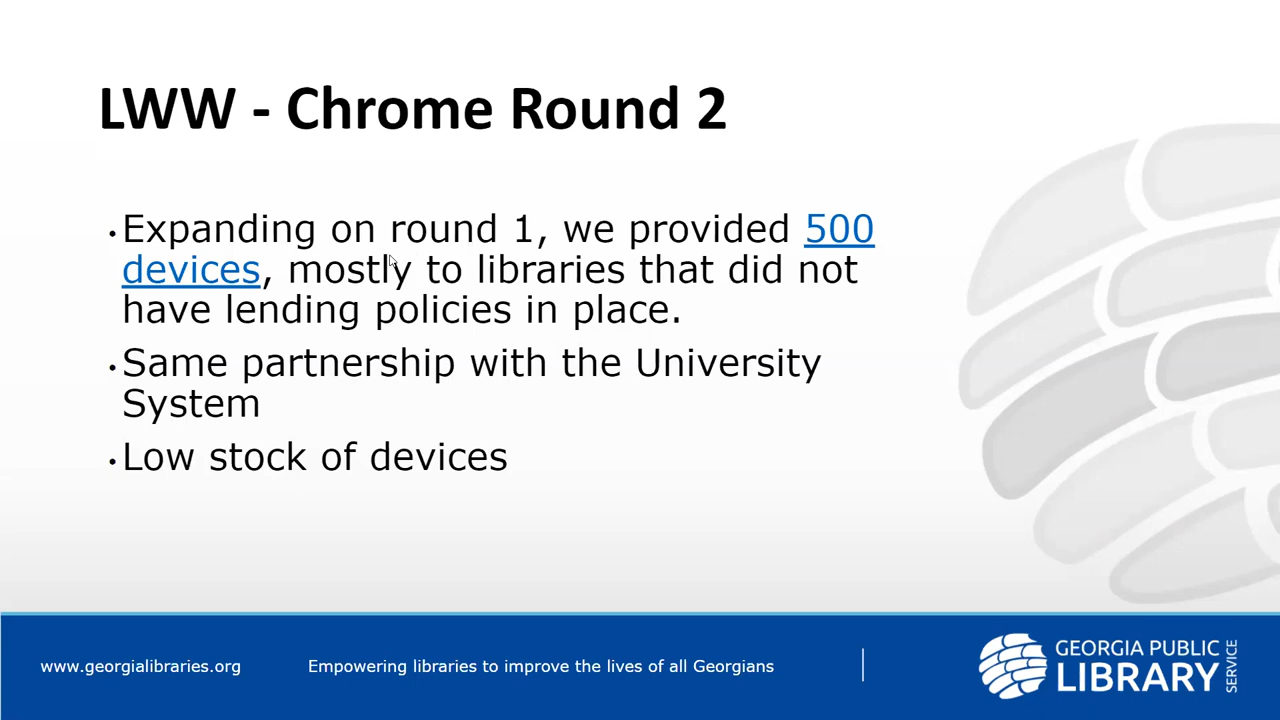 LWW - Chrome Round 2
• Expanding on round 1, we provided 500
devices, mostly to libraries that did not
have lending policies in place.
• Same partnership with the University
System
• Low stock of devices
www.georgialibraries.org
Empowering libraries to improve the lives of all Georgians
GEORGIA PUBLIC
LIBRARY
SERVICE